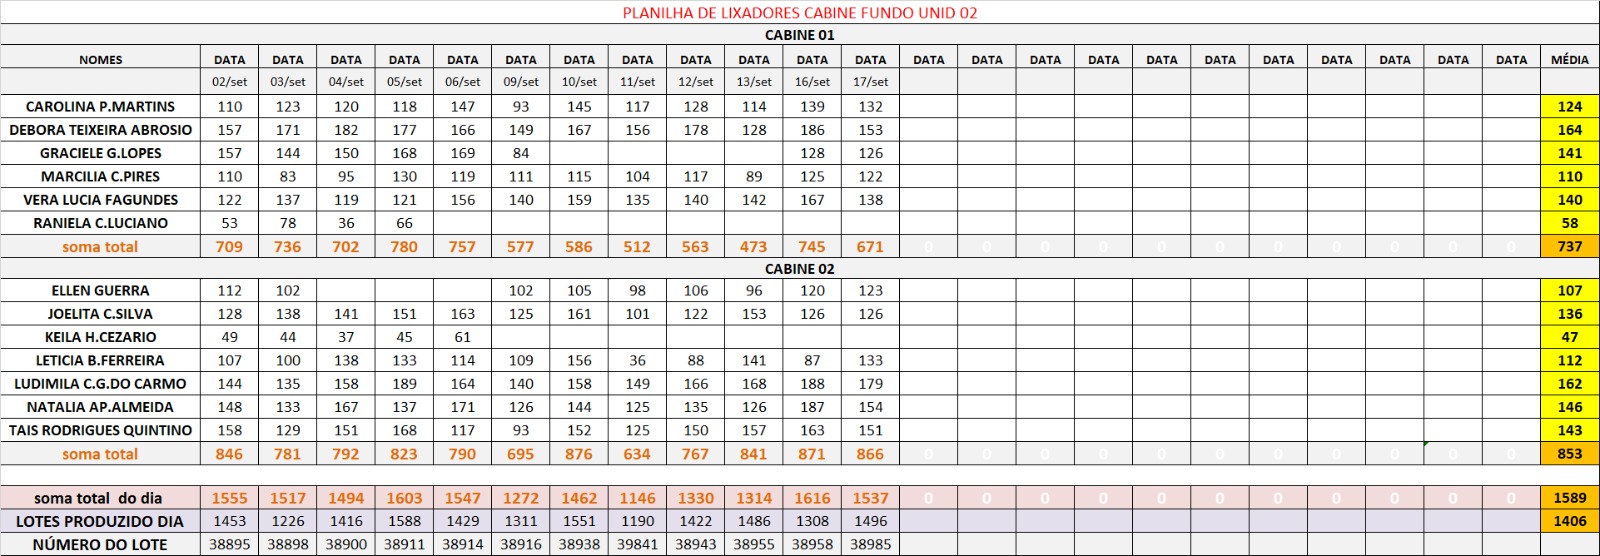 PLANILHA DE LIXADORES CABINE FUNDO UNID 02
CABINE 01
NOMES DATA DATA DATA DATA DATA DATA DATA DATA DATA DATA DATA DATA DATA DATA DATA DATA DATA DATA DATA DATA DATA DATA DATA MÉDIA
02/set 03/set 04/set 05/set 06/set 09/set 10/set 11/set 12/set 13/set 16/set 17/set
CAROLINA P.MARTINS 110 123 120 118 147 93 145 117 128 114 139 132 124
DEBORA TEIXEIRA ABROSIO 157 171 182 177 166 149 167 156 178 128 186 153 164
GRACIELE G.LOPES 157 144 150 168 169 84 128 126 141
MARCILIA C.PIRES 110 83 95 130 119 111 115 104 117 89 125 122 110
VERA LUCIA FAGUNDES 122 137 119 121 156 140 159 135 140 142 167 138 140
RANIELA C.LUCIANO 53 78 36 66 58
soma total 709 736 702 780 757 577 586 512 563 473 745 671 0 0 0 0 0 0 0 0 0 0 0 737
CABINE 02
ELLEN GUERRA 112 102 102 105 98 106 96 120 123 107
JOELITA C.SILVA 128 138 141 151 163 125 161 101 122 153 126 126 136
KEILA H.CEZARIO 49 44 37 45 61 47
LETICIA B.FERREIRA 107 100 138 133 114 109 156 36 88 141 87 133 112
LUDIMILA C.G.DO CARMO 144 135 158 189 164 140 158 149 166 168 188 179 162
NATALIA AP.ALMEIDA 148 133 167 137 171 126 144 125 135 126 187 154 146
TAIS RODRIGUES QUINTINO 158 129 151 168 117 93 152 125 150 157 163 151 143
soma total 846 781 792 823 790 695 876 634 767 841 871 866 0 0 0 0 0 0 0 0 0 0 0 853
soma total do dia 1555 1517 1494 1603 1547 1272 1462 1146 1330 1314 1616 1537 0 0 0 0 0 0 0 0 0 0 0 1589
LOTES PRODUZIDO DIA 1453 1226 1416 1588 1429 1311 1551 1190 1422 1486 1308 1496 1406
NÚMERO DO LOTE 38895 38898 38900 38911 38914 38916 38938 39841 38943 38955 38958 38985